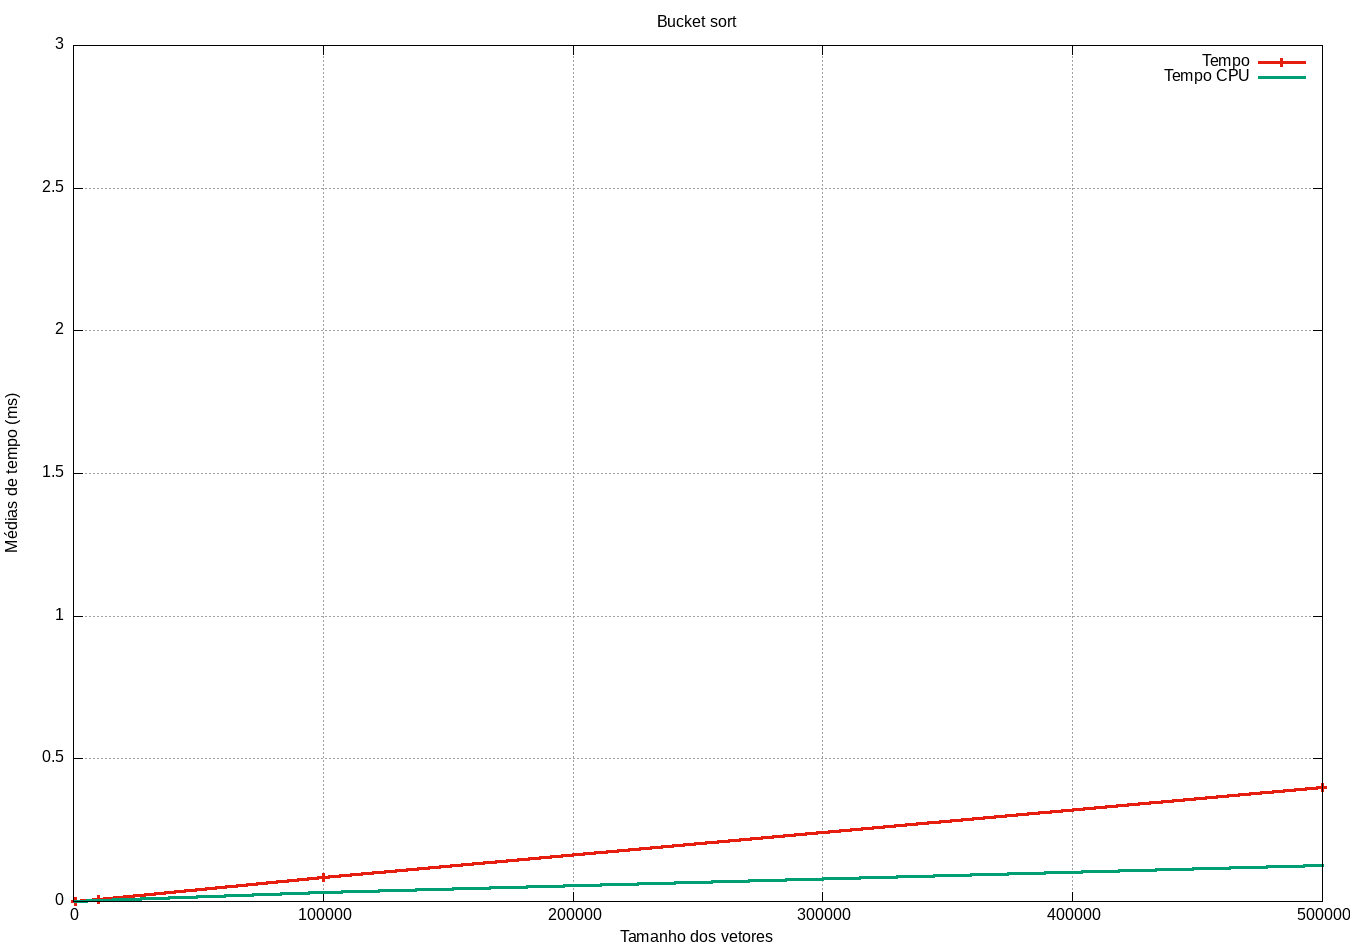 Bucket sort
3
2.5
2
1.5
1
0.5
0
Médias de tempo (ms)
Tempo
Tempo CPU
0 100000 200000 300000 400000 500000
Tamanho dos vetores